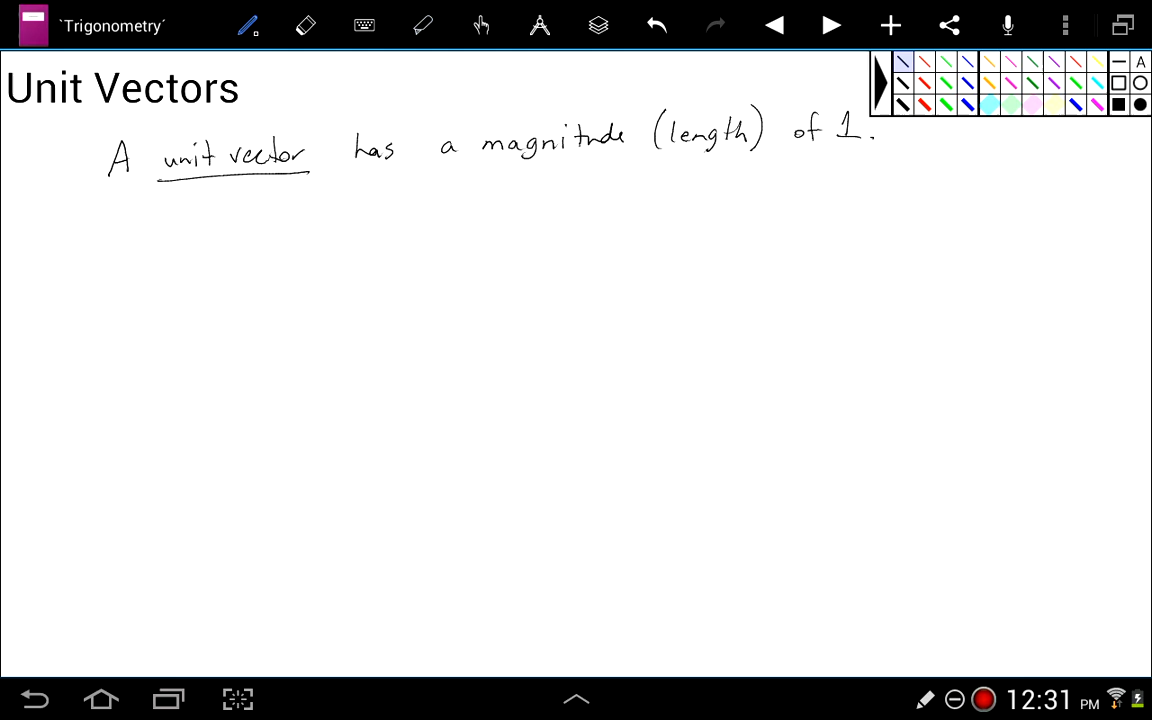 `Trigonometry´
A
Unit Vectors
A unit vector has a magnitude (length) of 1.
12:31 PM